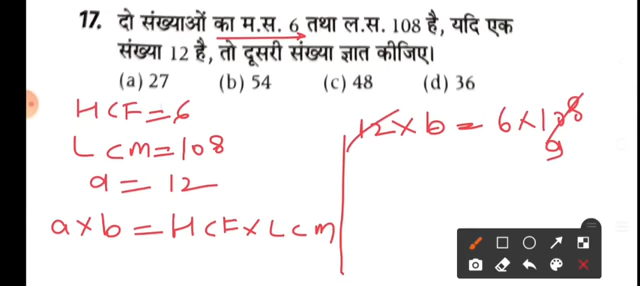 17. दो संख्याओं का म.स. 6 तथा ल.स. 108 है, यदि एक
संख्या 12 है, तो दूसरी संख्या ज्ञात कीजिए।
(a) 27 (b) 54 (c) 48 (d) 36
HCF=6
LCM=108
a=12
a×b=HCF×LCM
12×b=6×108
9